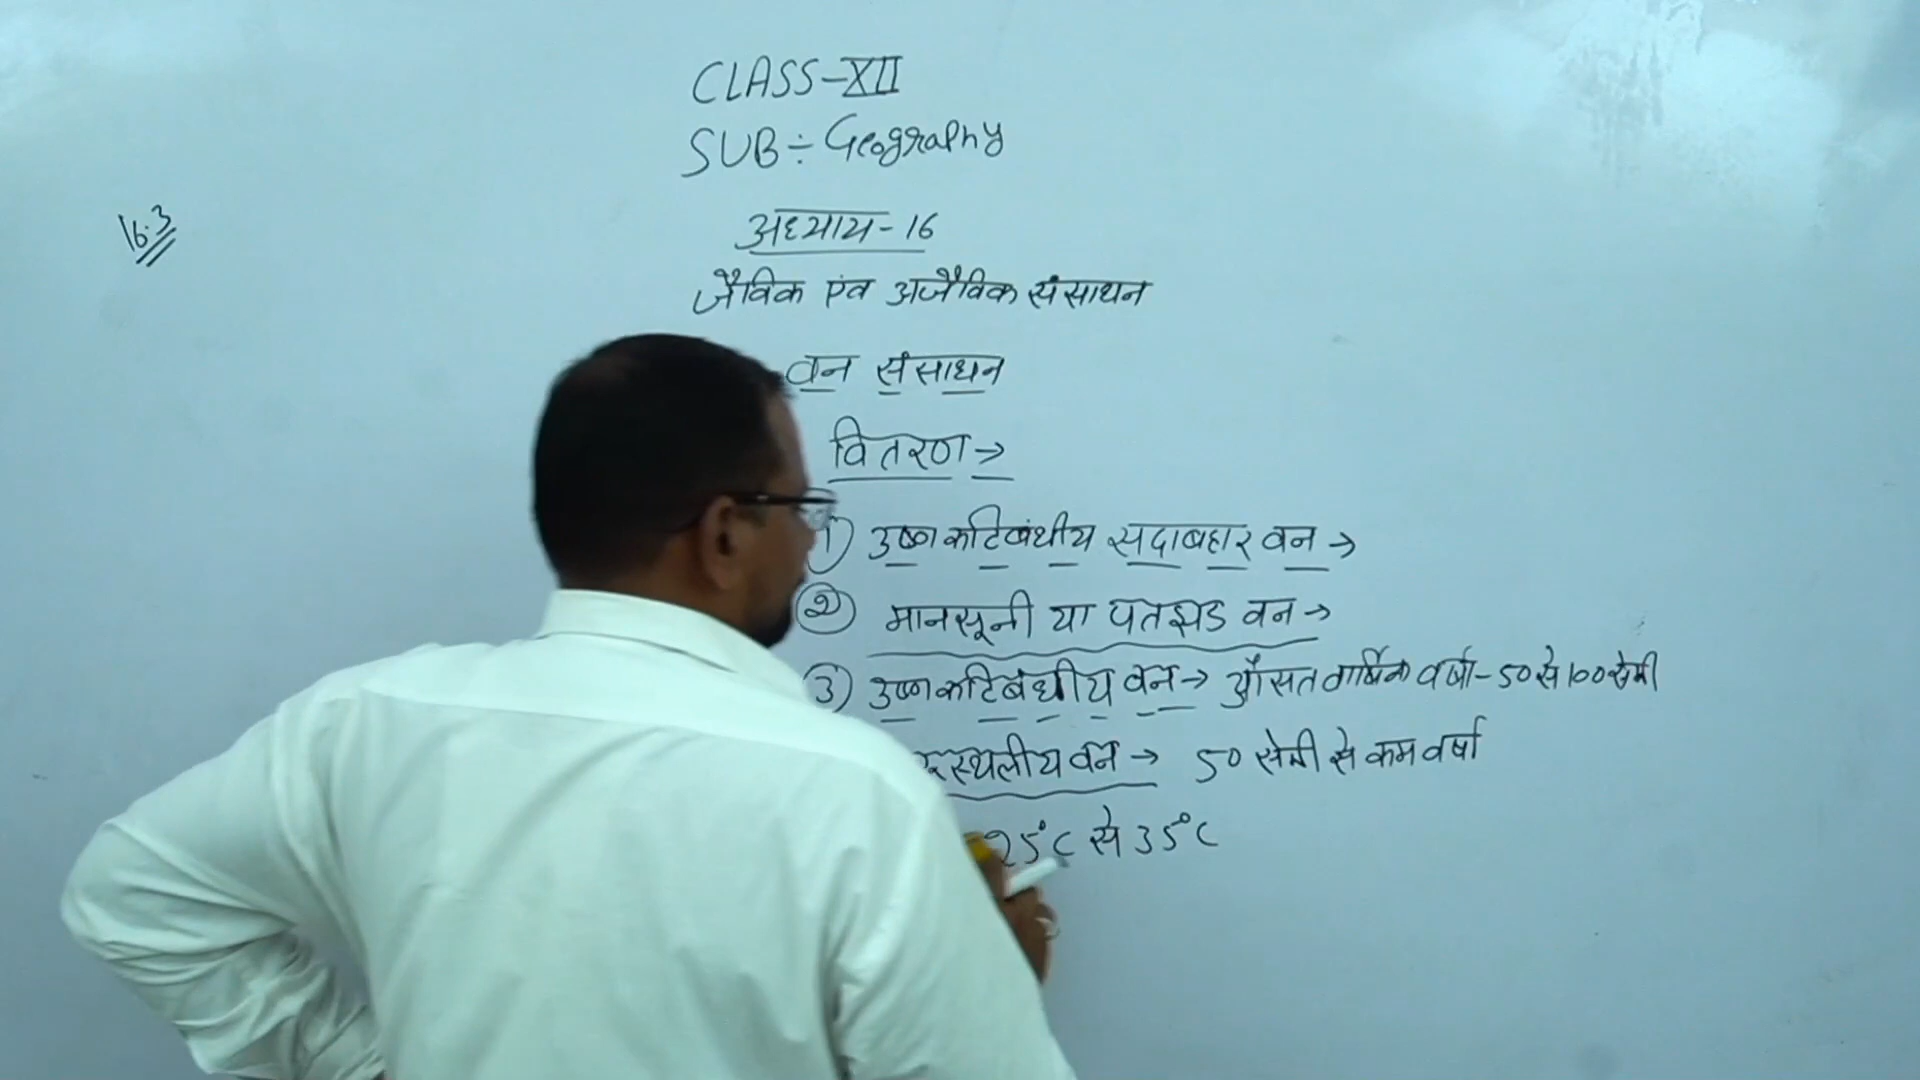 CLASS-XII
SUB÷Geography
16.3
अध्याय-16
जैविक एंव अजैविक संसाधन
वन संसाधन
वितरण→
1) उष्णकटिबंधीय सदाबहार वन→
2 मानसूनी या पतझड वन→
3) उष्णकटिबंधीय वन→ औसत वार्षिक वर्षा-50 से 100 सेमी
स्थलीय वन→ 50 सेमी से कम वर्षा
25°C से 35°C